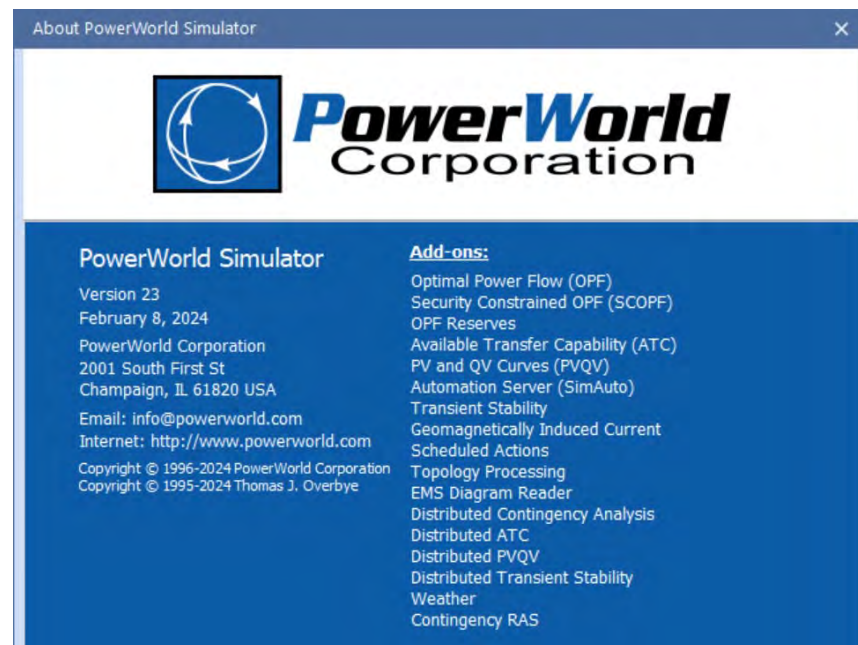 About PowerWorld Simulator
PowerWorld
Corporation
PowerWorld Simulator
Version 23
February 8, 2024
PowerWorld Corporation
2001 South First St
Champaign, IL 61820 USA
Email: info@powerworld.com
Internet: http://www.powerworld.com
Copyright © 1996-2024 PowerWorld Corporation
Copyright © 1995-2024 Thomas J. Overbye
Add-ons:
Optimal Power Flow (OPF)
Security Constrained OPF (SCOPF)
OPF Reserves
Available Transfer Capability (ATC)
PV and QV Curves (PVQV)
Automation Server (SimAuto)
Transient Stability
Geomagnetically Induced Current
Scheduled Actions
Topology Processing
EMS Diagram Reader
Distributed Contingency Analysis
Distributed ATC
Distributed PVQV
Distributed Transient Stability
Weather
Contingency RAS